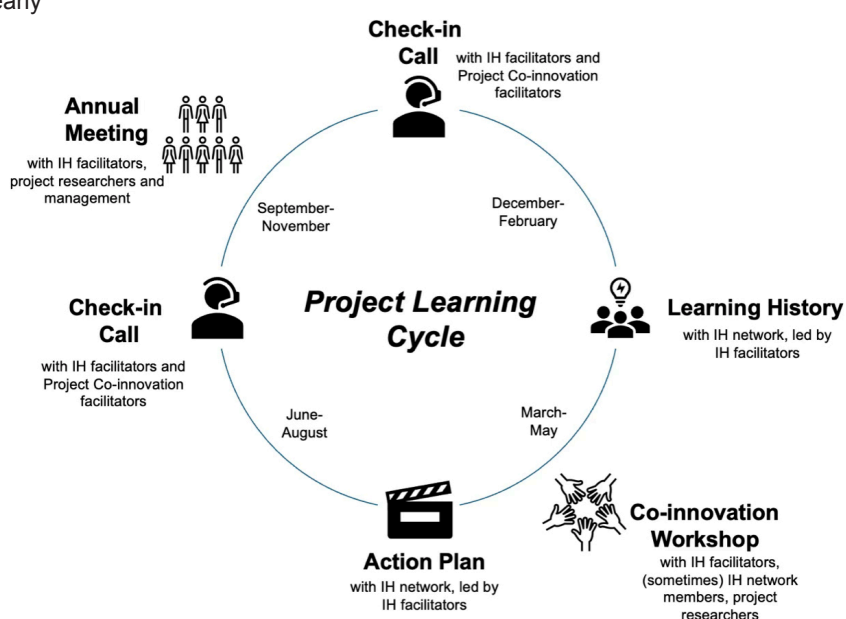 early
Check-in
Call
with IH facilitators and
Project Co-innovation
facilitators
Annual
Meeting
with IH facilitators,
project researchers and
management
September-
November
December-
February
Project Learning
Cycle
Check-in
Call
with IH facilitators and
Project Co-innovation
facilitators
Learning History
with IH network, led by
IH facilitators
June-
August
March-
May
Action Plan
with IH network, led by
IH facilitators
Co-innovation
Workshop
with IH facilitators,
(sometimes) IH network
members, project
researchers